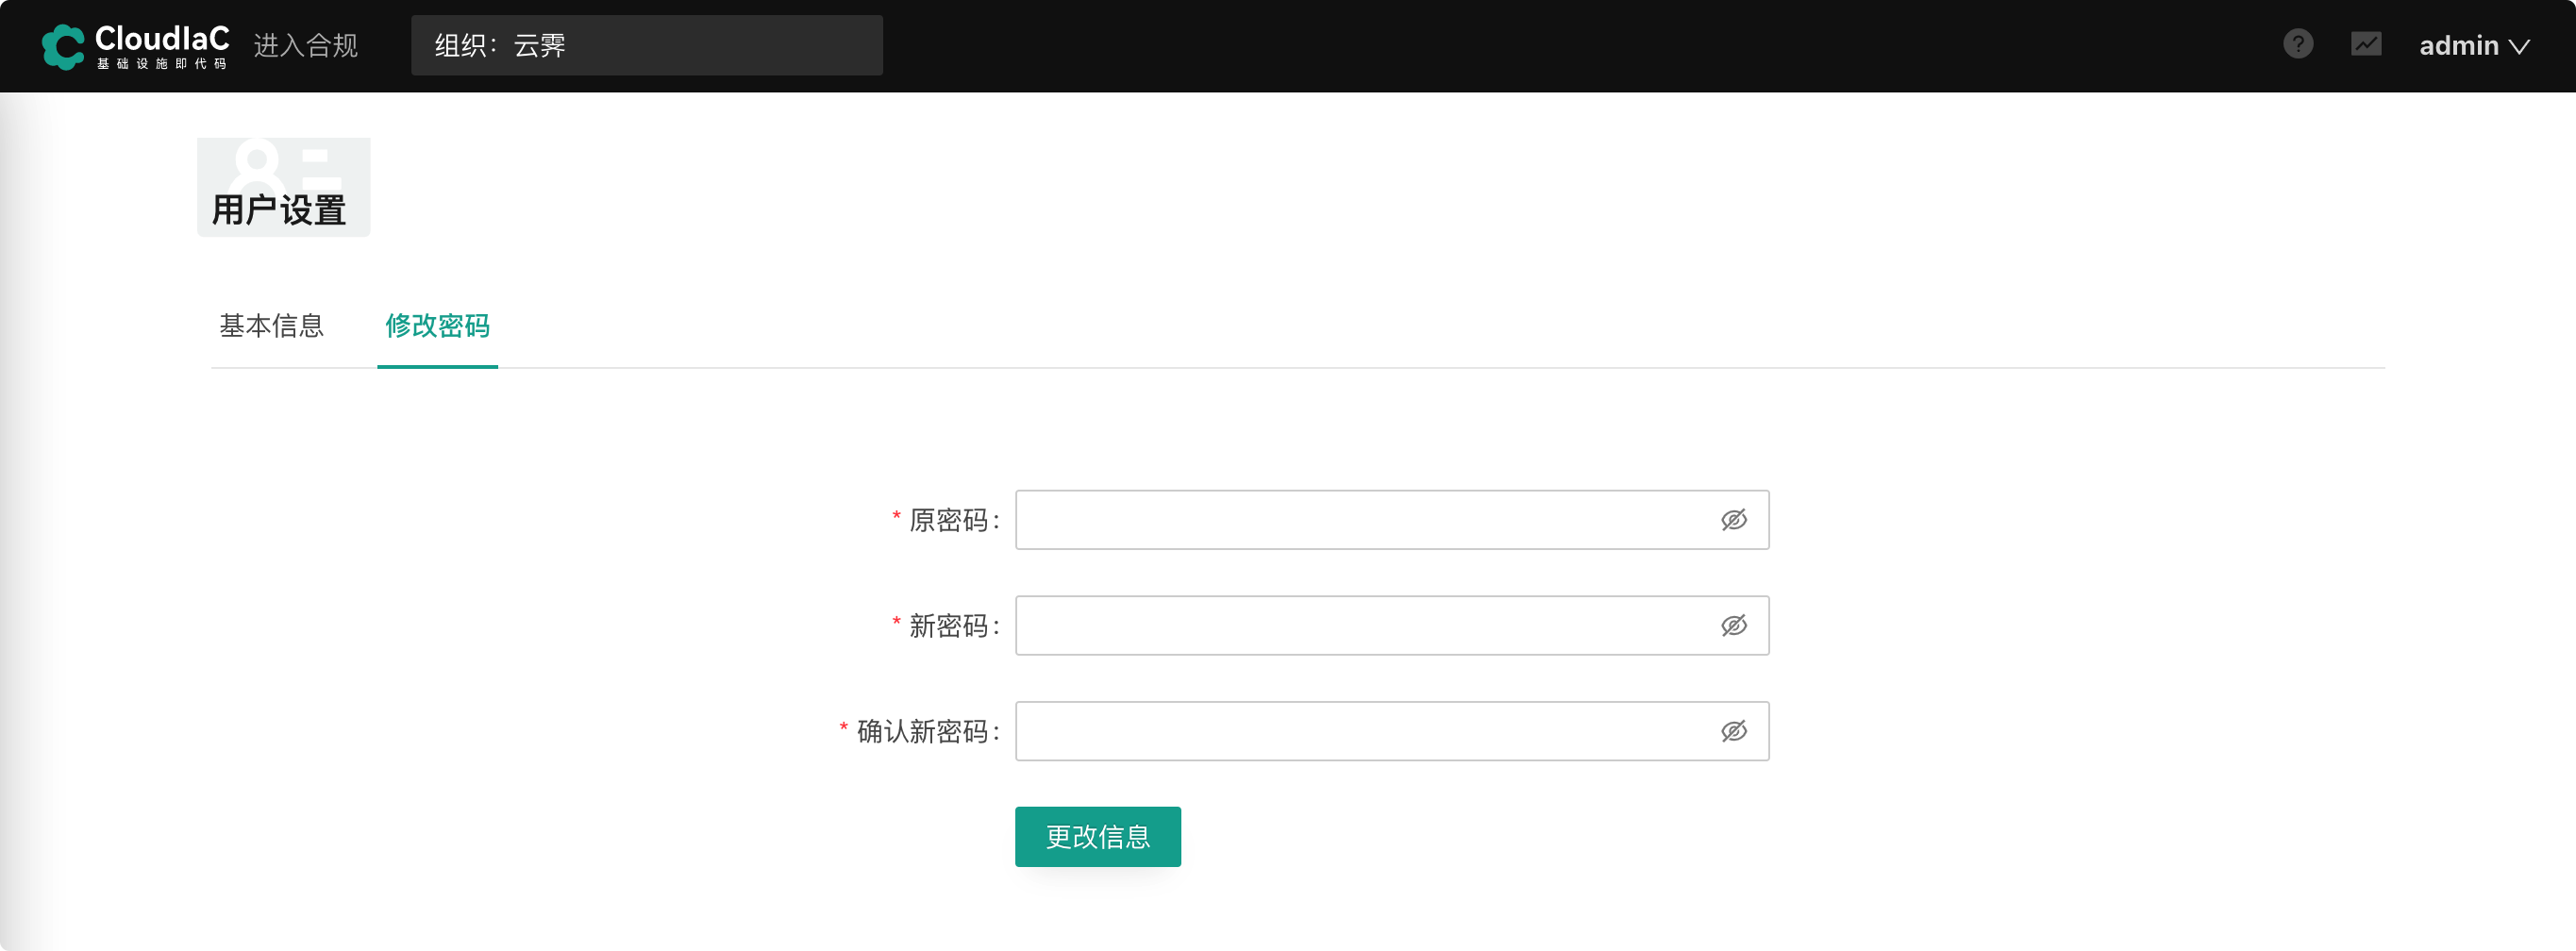 CloudIaC
基础设施即代码
进入合规
组织：云霁
admin
用户设置
基本信息
修改密码
* 原密码：
* 新密码：
* 确认新密码：
更改信息